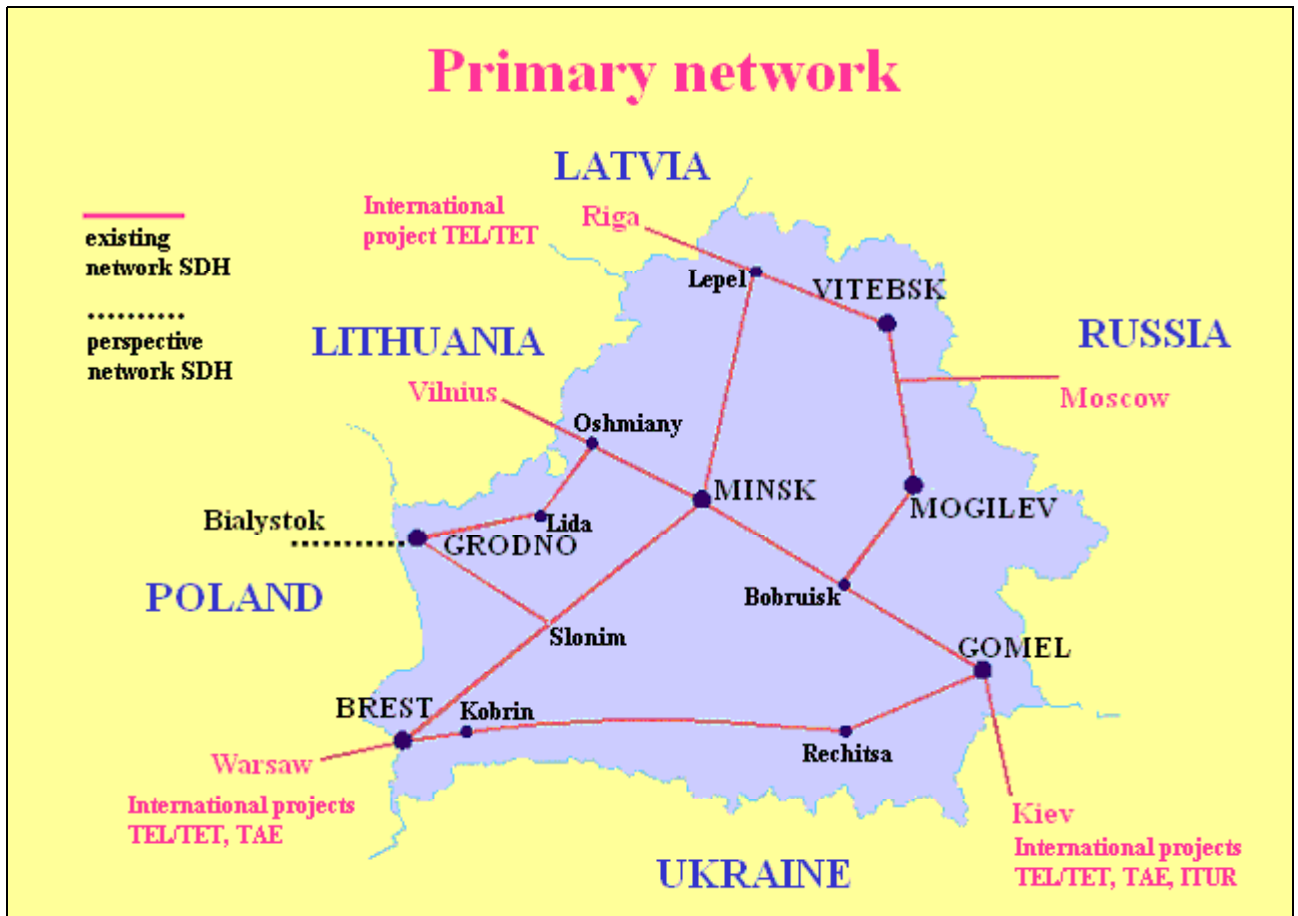 Primary network
LATVIA
International
project TEL/TET
Riga
existing
network SDH
Lepel
VITEBSK
perspective
network SDH
LITHUANIA
RUSSIA
Vilnius
Moscow
Oshmiany
MINSK
MOGILEV
Bialystok
Lida
GRODNO
POLAND
Bobruisk
Slonim
GOMEL
BREST
Kobrin
Rechitsa
Warsaw
International projects
TEL/TET, TAE
Kiev
International projects
TEL/TET, TAE, ITUR
UKRAINE